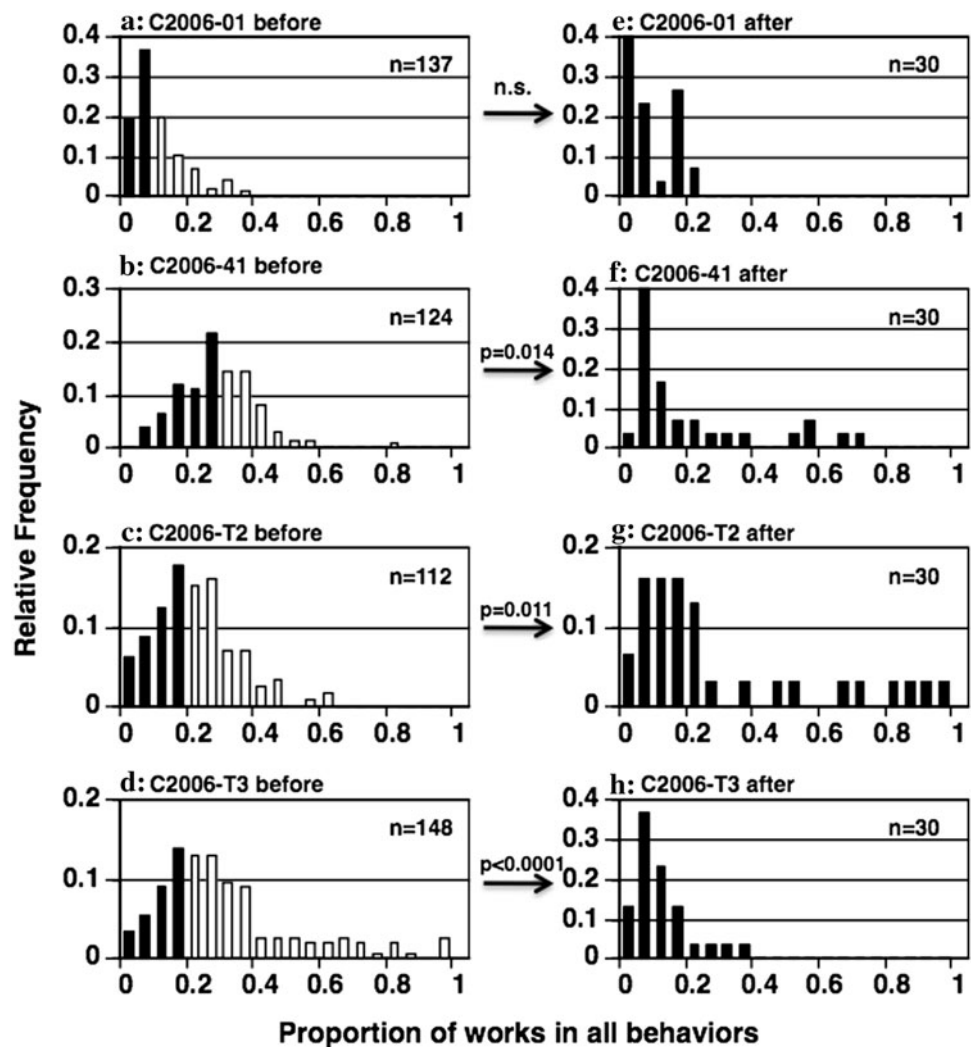 a: C2006-01 before
0.4
0.3
0.2
0.1
0
n=137
0 0.2 0.4 0.6 0.8 1
n.s.
e: C2006-01 after
0.4
0.3
0.2
0.1
0
n=30
0 0.2 0.4 0.6 0.8 1
b: C2006-41 before
0.3
0.2
0.1
0
n=124
0 0.2 0.4 0.6 0.8 1
p=0.014
f: C2006-41 after
0.4
0.3
0.2
0.1
0
n=30
0 0.2 0.4 0.6 0.8 1
Relative Frequency
c: C2006-T2 before
0.2
0.1
0
n=112
0 0.2 0.4 0.6 0.8 1
p=0.011
g: C2006-T2 after
0.2
0.1
0
n=30
0 0.2 0.4 0.6 0.8 1
d: C2006-T3 before
0.2
0.1
0
n=148
0 0.2 0.4 0.6 0.8 1
p<0.0001
h: C2006-T3 after
0.4
0.3
0.2
0.1
0
n=30
0 0.2 0.4 0.6 0.8 1
Proportion of works in all behaviors